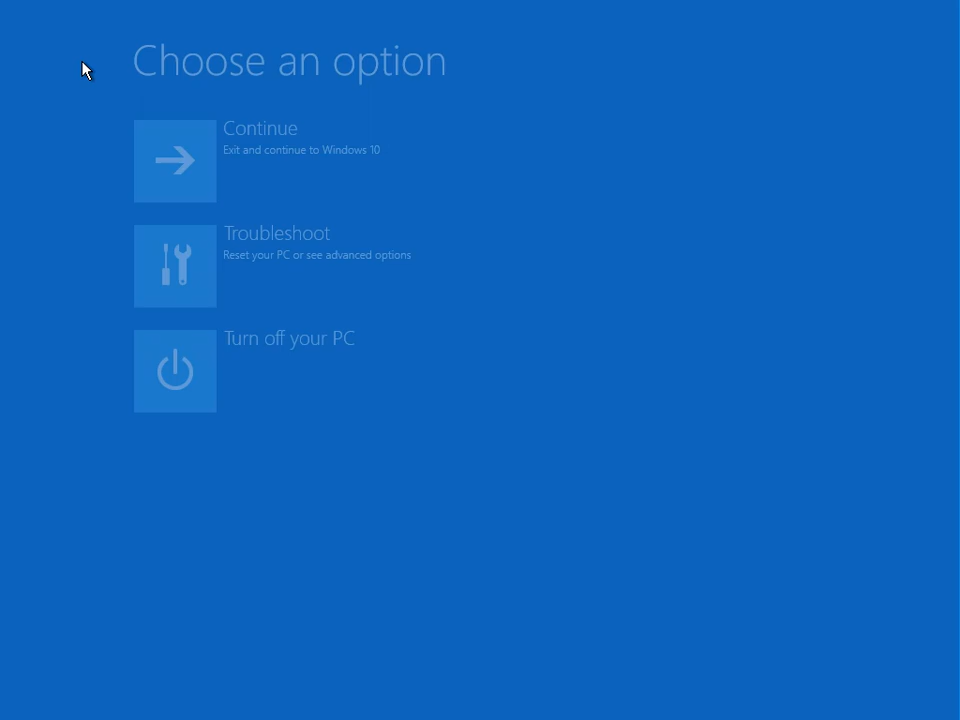 Choose an option
Continue
Exit and continue to Windows 10
Troubleshoot
Reset your PC or see advanced options
Turn off your PC